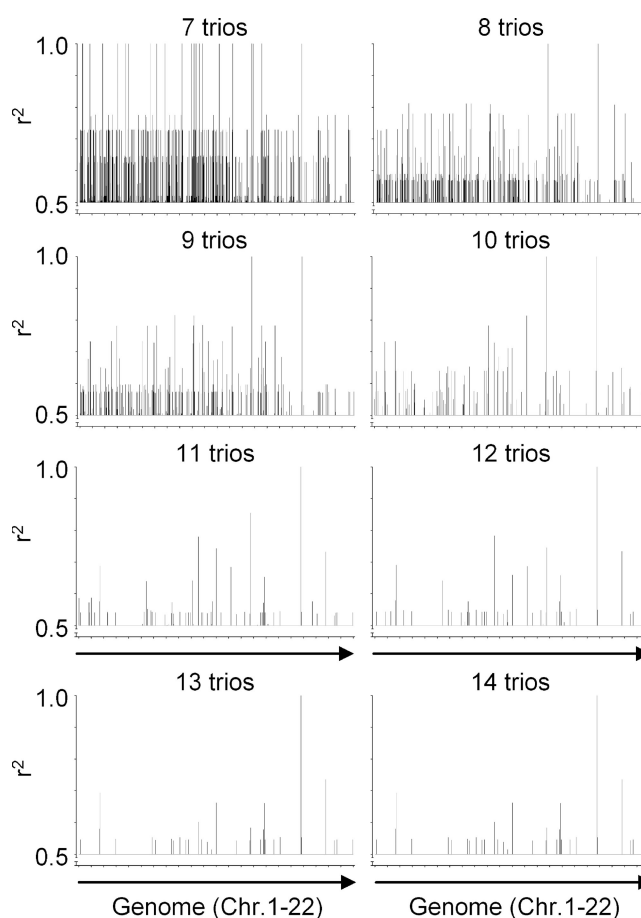 7 trios 8 trios
1.0
r²
0.5
9 trios 10 trios
1.0
r²
0.5
11 trios 12 trios
1.0
r²
0.5
13 trios 14 trios
1.0
r²
0.5
Genome (Chr.1-22) Genome (Chr.1-22)